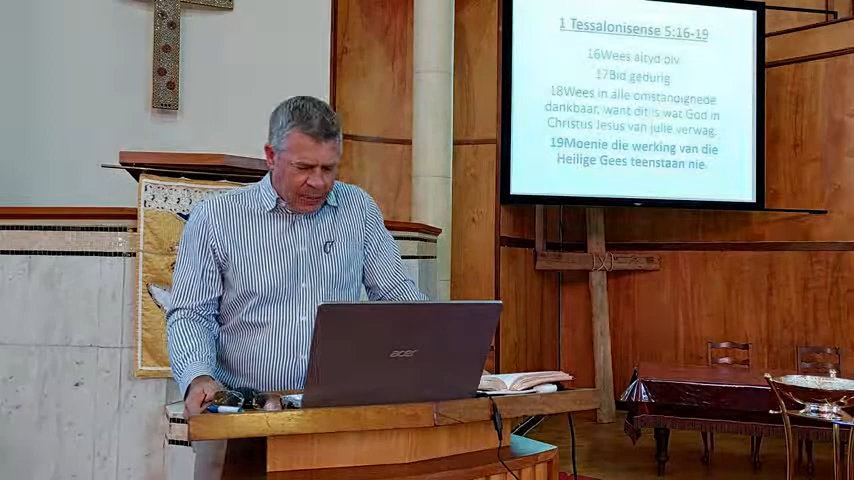 1 Tessalonisense 5:16-19
16Wees altyd bly.
17Bid gedurig.
18Wees in alle omstandighede
dankbaar, want dit is wat God in
Christus Jesus van julle verwag.
19Moenie die werking van die
Heilige Gees teenstaan nie.
acer